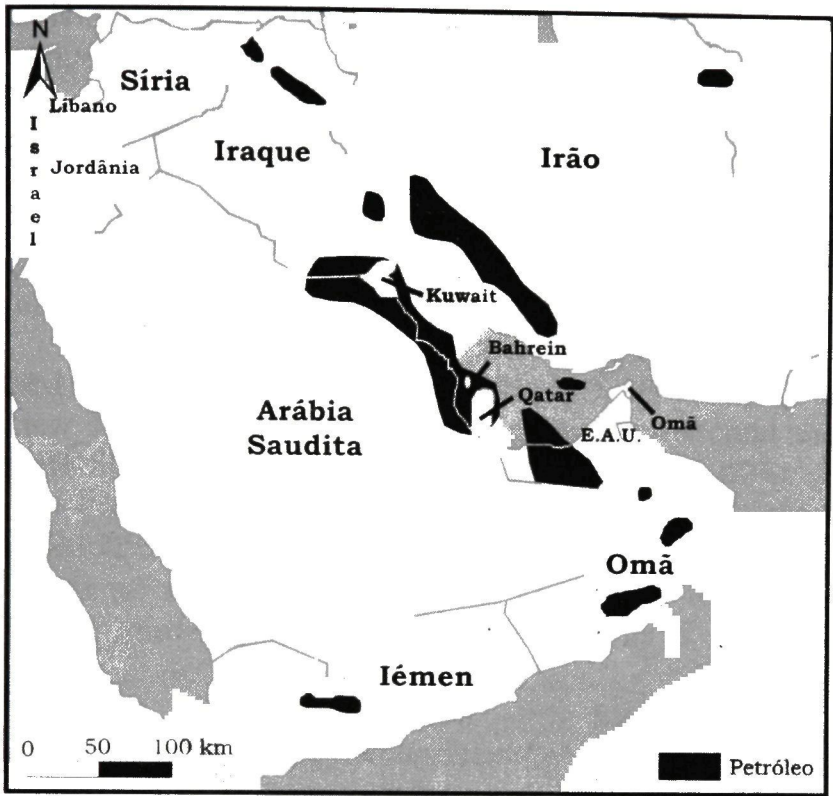 N
Síria
Líbano
Israel
Jordânia
Iraque
Irão
Kuwait
Bahrein
Qatar
Arábia
Saudita
E.A.U.
Omã
Omã
Iémen
0 50 100 km
Petróleo